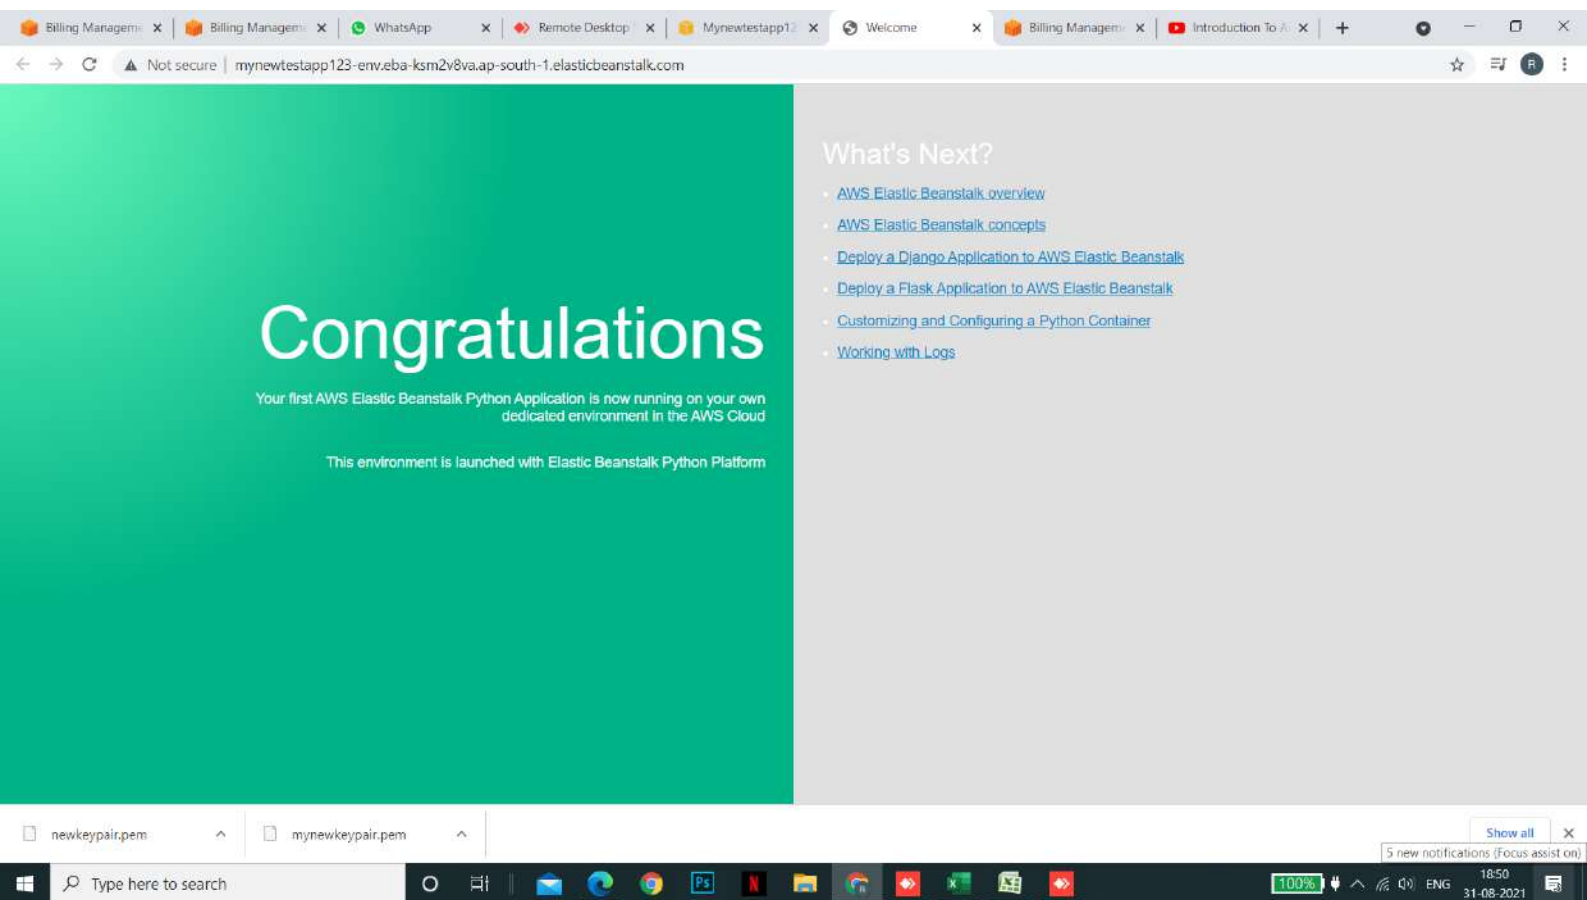 Billing Managem
Billing Managem
WhatsApp
Remote Desktop
Mynewtestapp12
Welcome
Billing Managem
Introduction To A
Not secure | mynewtestapp123-env.eba-ksm2v8va.ap-south-1.elasticbeanstalk.com
R
Congratulations
Your first AWS Elastic Beanstalk Python Application is now running on your own
dedicated environment in the AWS Cloud
This environment is launched with Elastic Beanstalk Python Platform
What's Next?
AWS Elastic Beanstalk overview
AWS Elastic Beanstalk concepts
Deploy a Django Application to AWS Elastic Beanstalk
Deploy a Flask Application to AWS Elastic Beanstalk
Customizing and Configuring a Python Container
Working with Logs
newkeypair.pem
mynewkeypair.pem
Show all
5 new notifications (Focus assist on)
Type here to search
Ps
N
100%
ENG
18:50
31-08-2021